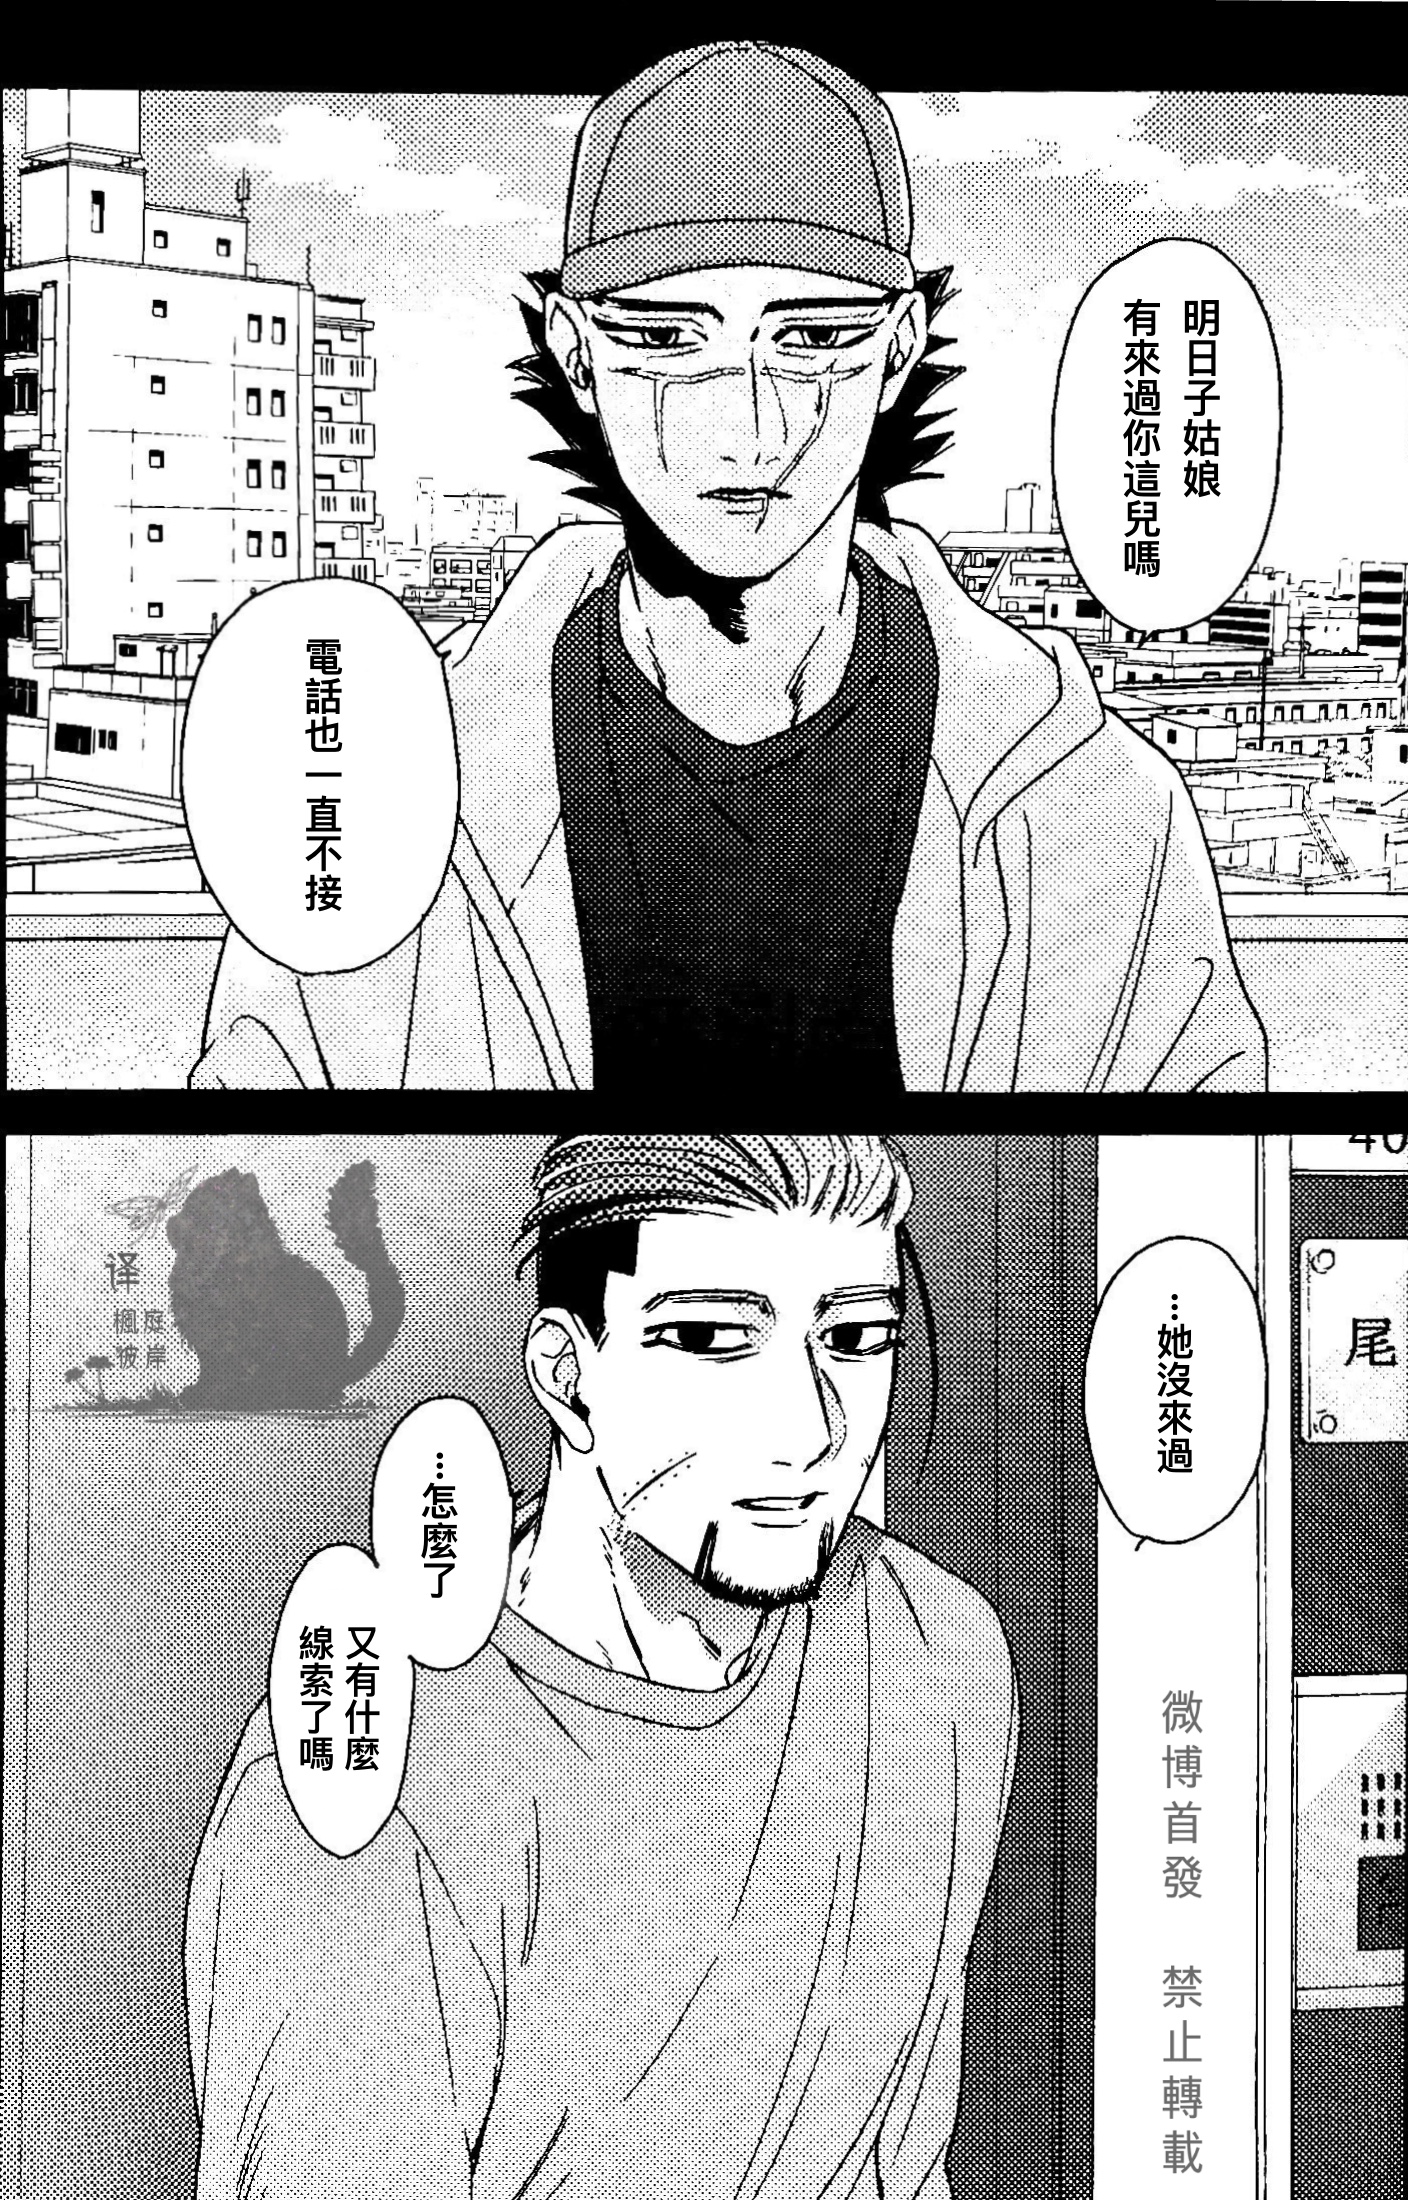 明日子姑娘
有來過你這兒嗎
電話也一直不接
40
…她沒來過
尾
译
楓庭
彼岸
…怎麼了
又有什麼
線索了嗎
微博首發 禁止轉載